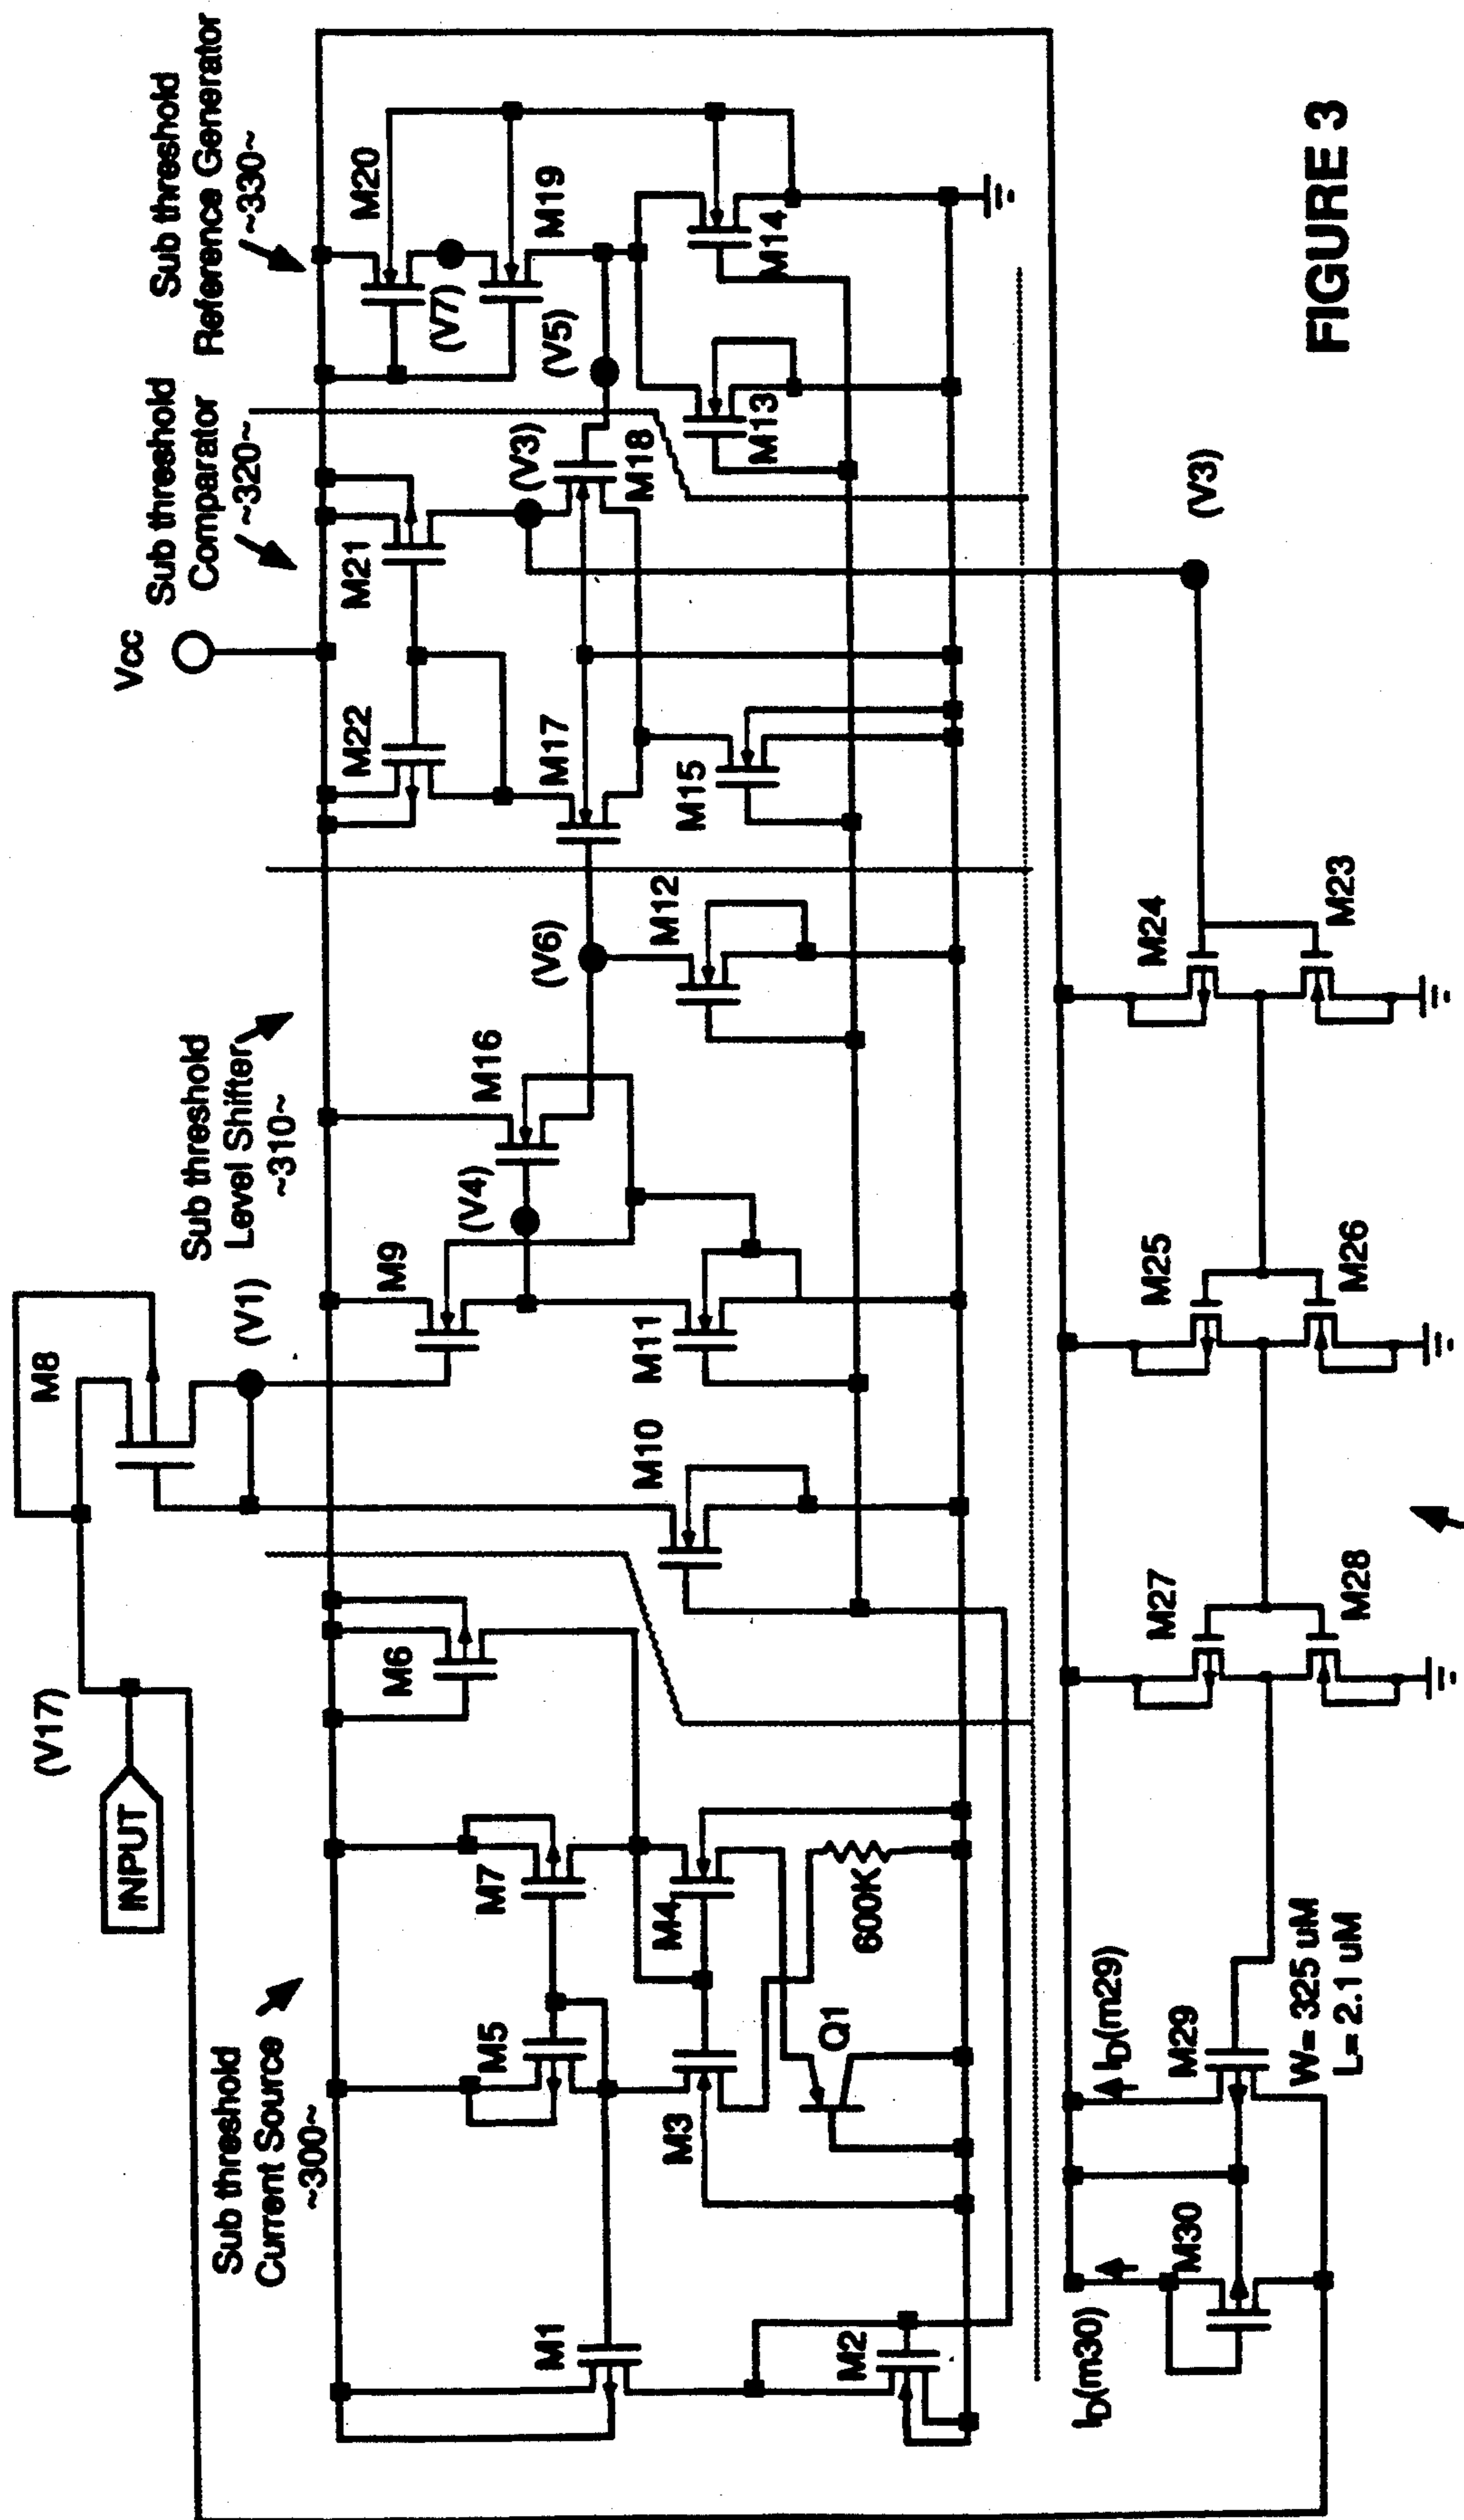 Sub threshold
Current Source
~300~
INPUT
(V17)
M8
(V1)
Sub threshold
Level Shifter
~310~
Vcc
Sub threshold
Comparator
~320~
Sub threshold
Reference Generator
~330~
M1
M2
M5
M3
Q1
M7
M4
600K
M6
M10
M9
M11
(V4)
M16
(V6)
M12
M22
M17
M15
M21
(V3)
M18
M20
(V7)
M19
(V5)
M13
M14
ID(m30)
M30
ID(m29)
M29
W= 325 uM
L= 2.1 uM
M27
M28
M25
M26
M24
M23
(V3)
FIGURE 3